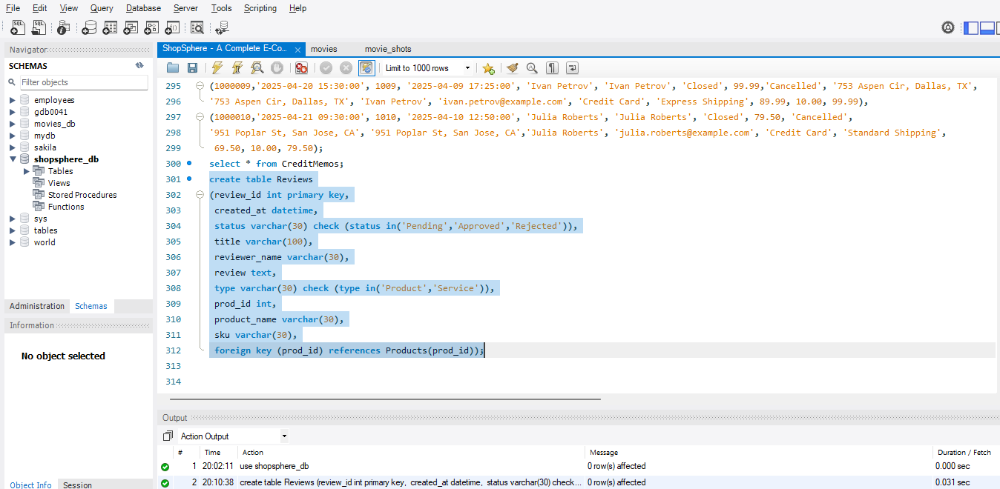 File Edit View Query Database Server Tools Scripting Help
Navigator
SCHEMAS
Filter objects
employees
gdb0041
movies_db
mydb
sakila
shopsphere_db
Tables
Views
Stored Procedures
Functions
sys
tables
world
Administration Schemas
Information
No object selected
Object Info Session
ShopSphere - A Complete E-Co... movies movie_shots
Limit to 1000 rows
295 (1000009,'2025-04-20 15:30:00', 1009, '2025-04-09 17:25:00', 'Ivan Petrov', 'Ivan Petrov', 'Closed', 99.99,'Cancelled', '753 Aspen Cir, Dallas, TX',
296 '753 Aspen Cir, Dallas, TX', 'Ivan Petrov', 'ivan.petrov@example.com', 'Credit Card', 'Express Shipping', 89.99, 10.00, 99.99),
297 (1000010,'2025-04-21 09:30:00', 1010, '2025-04-10 12:50:00', 'Julia Roberts', 'Julia Roberts', 'Closed', 79.50, 'Cancelled',
298 '951 Poplar St, San Jose, CA', '951 Poplar St, San Jose, CA','Julia Roberts', 'julia.roberts@example.com', 'Credit Card', 'Standard Shipping',
299 69.50, 10.00, 79.50);
300 select * from CreditMemos;
301 create table Reviews
302 (review_id int primary key,
303 created_at datetime,
304 status varchar(30) check (status in('Pending','Approved','Rejected')),
305 title varchar(100),
306 reviewer_name varchar(30),
307 review text,
308 type varchar(30) check (type in('Product','Service')),
309 prod_id int,
310 product_name varchar(30),
311 sku varchar(30),
312 foreign key (prod_id) references Products(prod_id));
313
314
Output
Action Output
# Time Action Message Duration / Fetch
1 20:02:11 use shopsphere_db 0 row(s) affected 0.000 sec
2 20:10:38 create table Reviews (review_id int primary key, created_at datetime, status varchar(30) check... 0 row(s) affected 0.031 sec